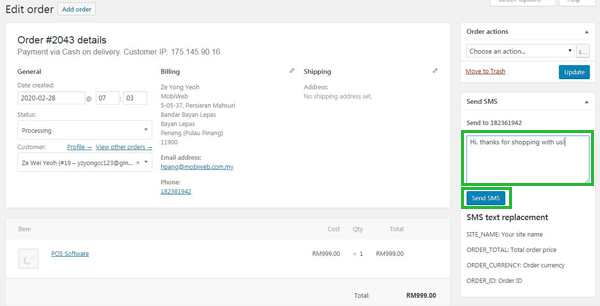 Edit order
Add order
Screen Options
Help
Order #2043 details
Payment via Cash on delivery. Customer IP: 175.145.90.16
General
Date created:
2020-02-28 @ 07 : 03
Status:
Processing
Customer: Profile → View other orders →
Ze Wei Yeoh (#19 – yzyongcc123@gm... ×
Billing
Ze Yong Yeoh
MobiWeb
5-05-37, Persiaran Mahsuri
Bandar Bayan Lepas
Bayan Lepas
Penang (Pulau Pinang)
11900
Email address:
hpang@mobiweb.com.my
Phone:
182361942
Shipping
Address:
No shipping address set.
Item Cost Qty Total
POS Software RM999.00 × 1 RM999.00
Total: RM999.00
Order actions
Choose an action...
Move to Trash
Update
Send SMS
Send to 182361942
Hi, thanks for shopping with us!
Send SMS
SMS text replacement
SITE_NAME: Your site name
ORDER_TOTAL: Total order price
ORDER_CURRENCY: Order currency
ORDER_ID: Order ID